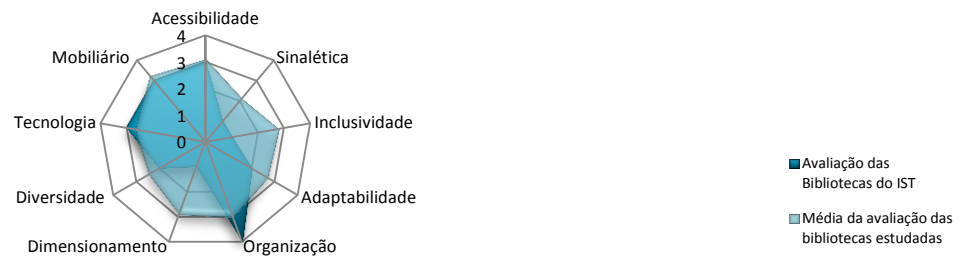 Acessibilidade
4
3
2
1
0
Sinalética
Inclusividade
Adaptabilidade
Organização
Dimensionamento
Diversidade
Tecnologia
Mobiliário
Avaliação das
Bibliotecas do IST
Média da avaliação das
bibliotecas estudadas